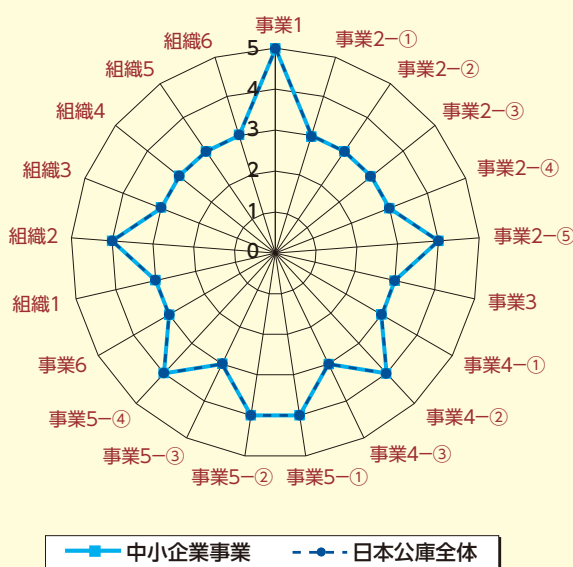 事業1
事業2−①
事業2−②
事業2−③
事業2−④
事業2−⑤
事業3
事業4−①
事業4−②
事業4−③
事業5−①
事業5−②
事業5−③
事業5−④
事業6
組織1
組織2
組織3
組織4
組織5
組織6
5
4
3
2
1
0
中小企業事業 日本公庫全体